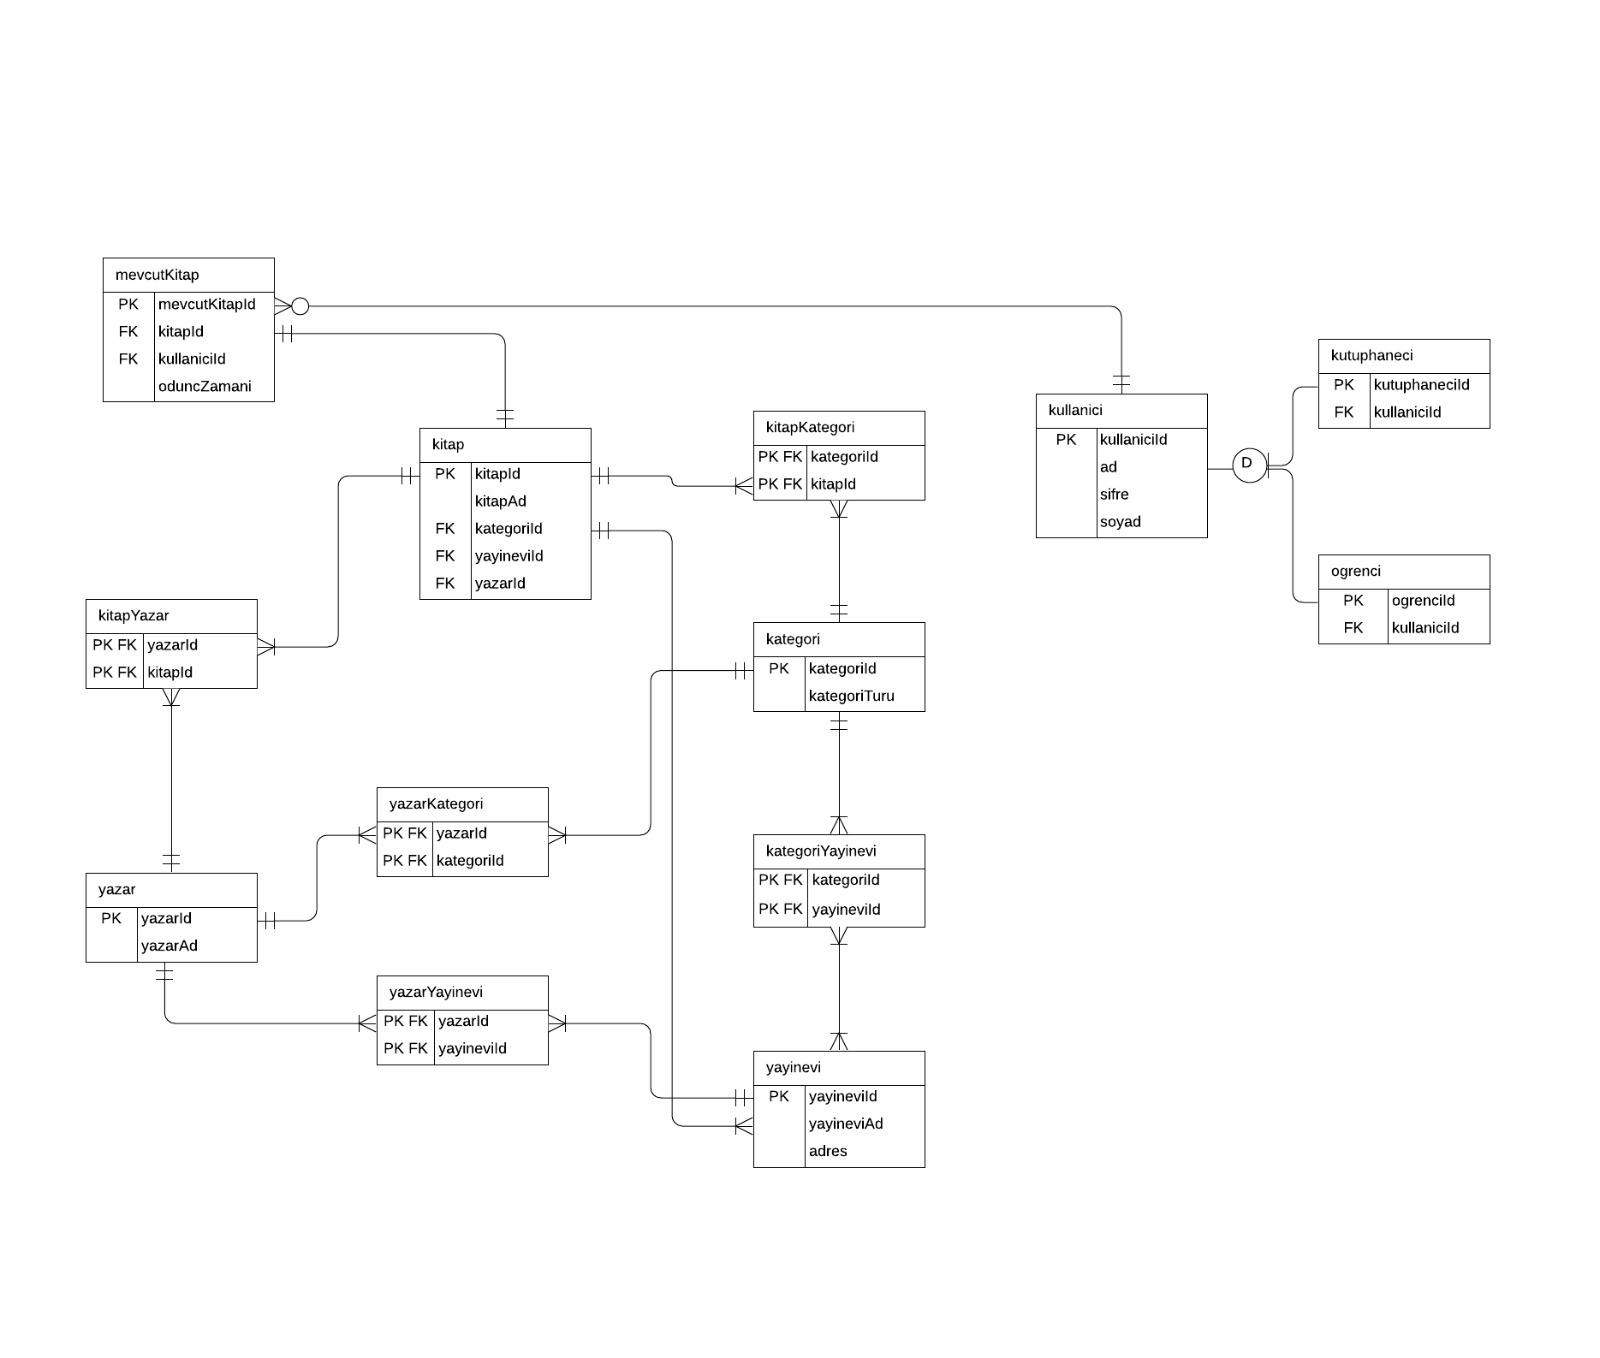 mevcutKitap
PK mevcutKitapId
FK kitapId
FK kullaniciId
oduncZamani
kitap
PK kitapId
kitapAd
FK kategoriId
FK yayineviId
FK yazarId
kitapKategori
PK FK kategoriId
PK FK kitapId
kullanici
PK kullaniciId
ad
sifre
soyad
D
kutuphaneci
PK kutuphaneciId
FK kullaniciId
ogrenci
PK ogrenciId
FK kullaniciId
kitapYazar
PK FK yazarId
PK FK kitapId
kategori
PK kategoriId
kategoriTuru
yazarKategori
PK FK yazarId
PK FK kategoriId
kategoriYayinevi
PK FK kategoriId
PK FK yayineviId
yazar
PK yazarId
yazarAd
yazarYayinevi
PK FK yazarId
PK FK yayineviId
yayinevi
PK yayineviId
yayineviAd
adres